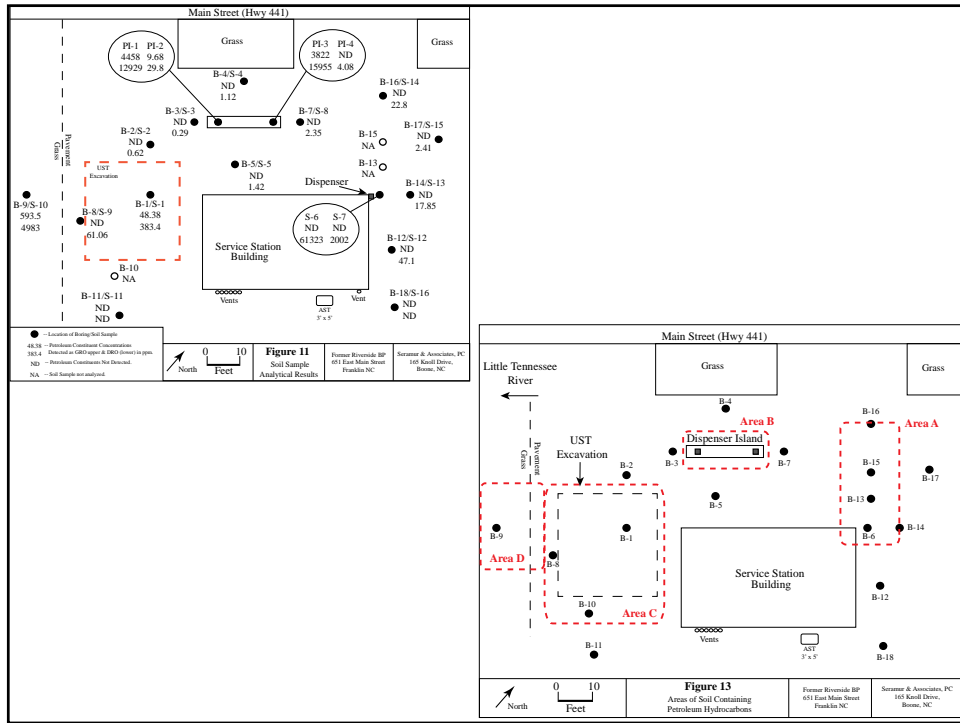 Main Street (Hwy 441)
Grass
Grass
PI-1 PI-2
4458 9.68
12929 29.8
PI-3 PI-4
3822 ND
15955 4.08
B-4/S-4
ND
1.12
B-16/S-14
ND
22.8
B-3/S-3
ND
0.29
B-7/S-8
ND
2.35
B-17/S-15
ND
2.41
B-2/S-2
ND
0.62
B-15
NA
Pavement
Grass
UST
Excavation
B-5/S-5
ND
1.42
B-13
NA
Dispenser
B-14/S-13
ND
17.85
B-9/S-10
593.5
4983
B-8/S-9
ND
61.06
B-1/S-1
48.38
383.4
S-6 S-7
ND ND
61323 2002
Service Station
Building
B-12/S-12
ND
47.1
B-10
NA
B-11/S-11
ND
ND
Vents
AST
3' x 5'
Vent
B-18/S-16
ND
ND
– Location of Boring/Soil Sample
48.38 – Petroleum Constituent Concentrations
383.4 Detected as GRO upper & DRO (lower) in ppm.
ND – Petroleum Constituents Not Detected.
NA – Soil Sample not analyzed.
North
0 10
Feet
Figure 11
Soil Sample
Analytical Results
Former Riverside BP
651 East Main Street
Franklin NC
Seramur & Associates, PC
165 Knoll Drive,
Boone, NC
Main Street (Hwy 441)
Grass
Grass
Little Tennessee
River
B-4
Area B
B-16
Area A
Dispenser Island
B-3
B-7
UST
Excavation
Pavement
Grass
B-2
B-15
B-17
B-5
B-13
B-9
B-1
B-6
B-14
Area D
B-8
Service Station
Building
B-12
B-10
Area C
Vents
AST
3' x 5'
B-11
B-18
North
0 10
Feet
Figure 13
Areas of Soil Containing
Petroleum Hydrocarbons
Former Riverside BP
651 East Main Street
Franklin NC
Seramur & Associates, PC
165 Knoll Drive,
Boone, NC